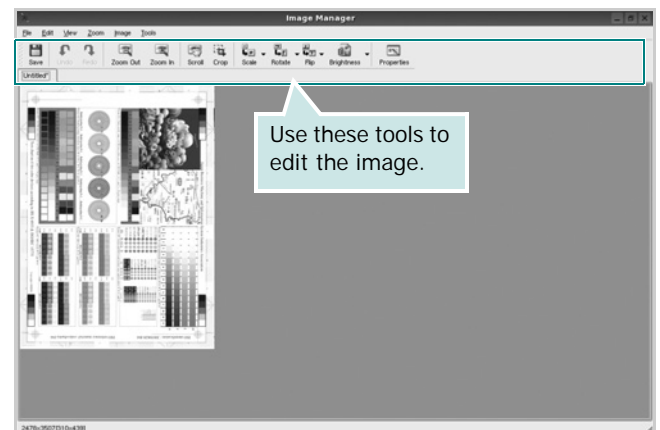 Image Manager
File Edit View Zoom Image Tools
Save Undo Redo Zoom Out Zoom In Scroll Crop Scale Rotate Flip Brightness Properties
Untitled*
Use these tools to
edit the image.